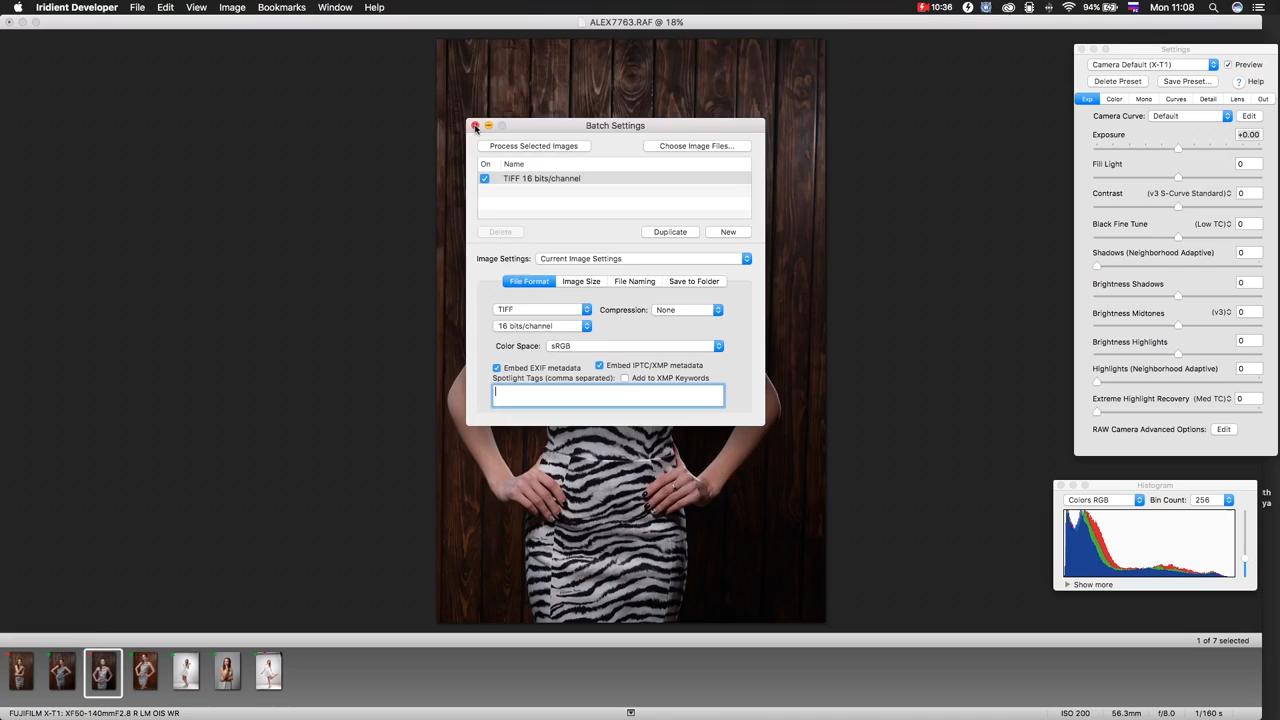 Iridient Developer File Edit View Image Bookmarks Window Help 10:36 94% Mon 11:08
ALEX7763.RAF @ 18%
Batch Settings
Process Selected Images Choose Image Files...
On Name
TIFF 16 bits/channel
Delete Duplicate New
Image Settings: Current Image Settings
File Format Image Size File Naming Save to Folder
TIFF Compression: None
16 bits/channel
Color Space: sRGB
Embed EXIF metadata Embed IPTC/XMP metadata
Spotlight Tags (comma separated): Add to XMP Keywords
Settings
Camera Default (X-T1) Preview
Delete Preset Save Preset... ? Help
Exp Color Mono Curves Detail Lens Out
Camera Curve: Default Edit
Exposure +0.00
Fill Light 0
Contrast (v3 S-Curve Standard) 0
Black Fine Tune (Low TC) 0
Shadows (Neighborhood Adaptive) 0
Brightness Shadows 0
Brightness Midtones (v3) 0
Brightness Highlights 0
Highlights (Neighborhood Adaptive) 0
Extreme Highlight Recovery (Med TC) 0
RAW Camera Advanced Options: Edit
Histogram
Colors RGB Bin Count: 256
Show more
th
ya
1 of 7 selected
FUJIFILM X-T1: XF50-140mmF2.8 R LM OIS WR ISO 200 56.3mm f/8.0 1/160 s